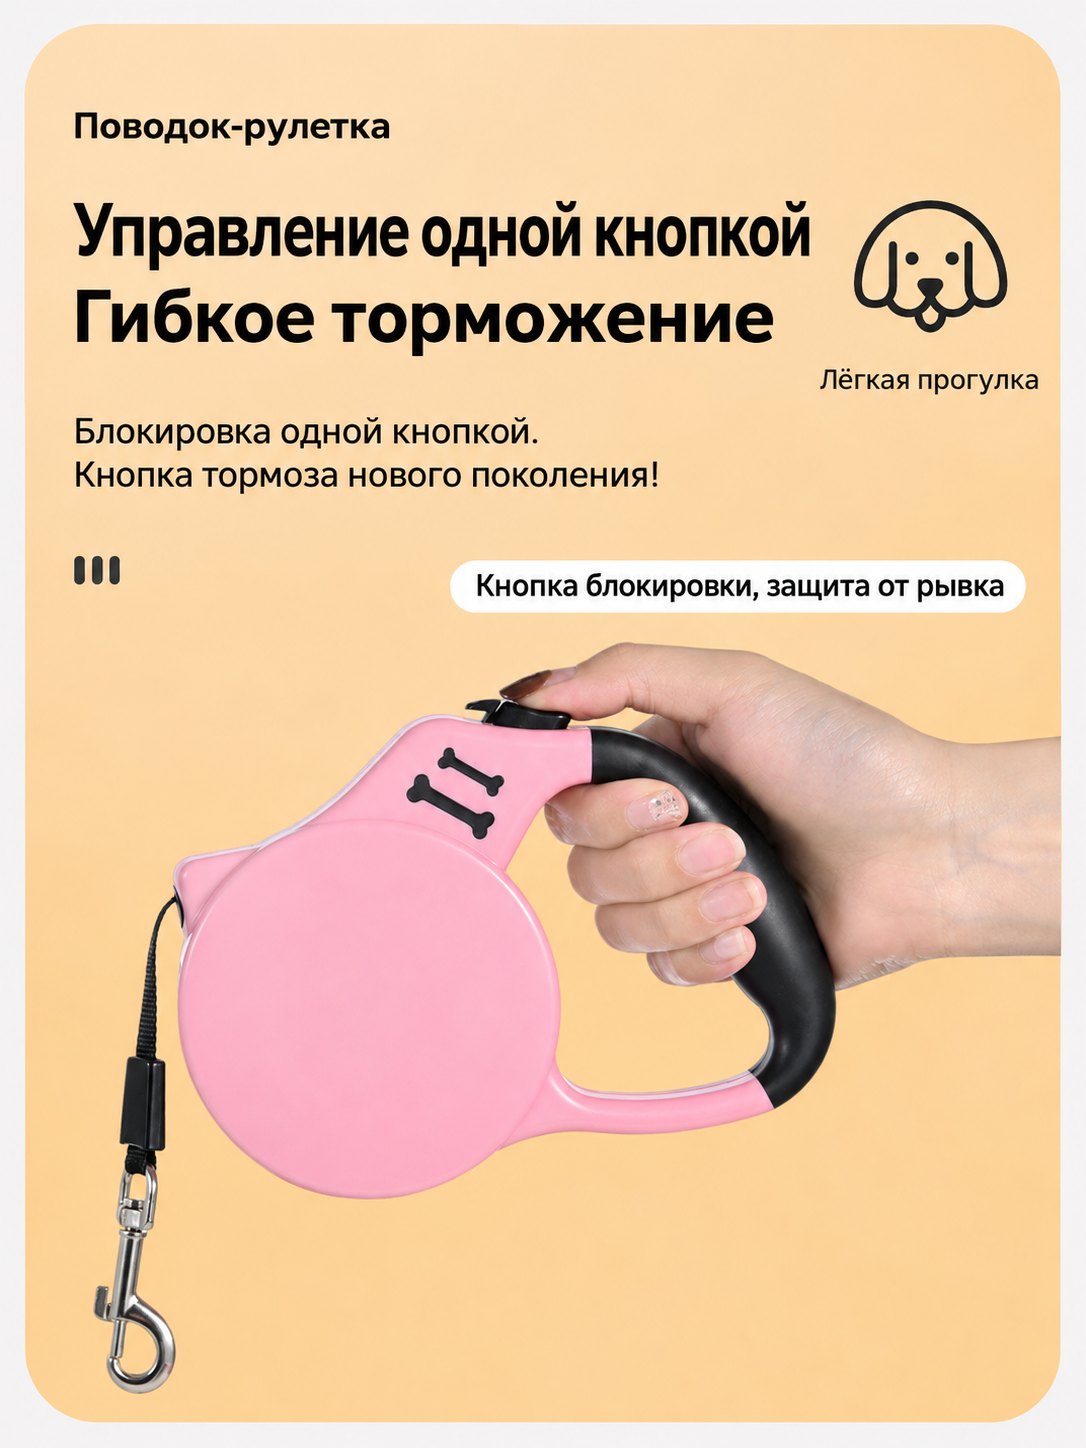 Поводок-рулетка
Управление одной кнопкой
Гибкое торможение
Лёгкая прогулка
Блокировка одной кнопкой.
Кнопка тормоза нового поколения!
Кнопка блокировки, защита от рывка